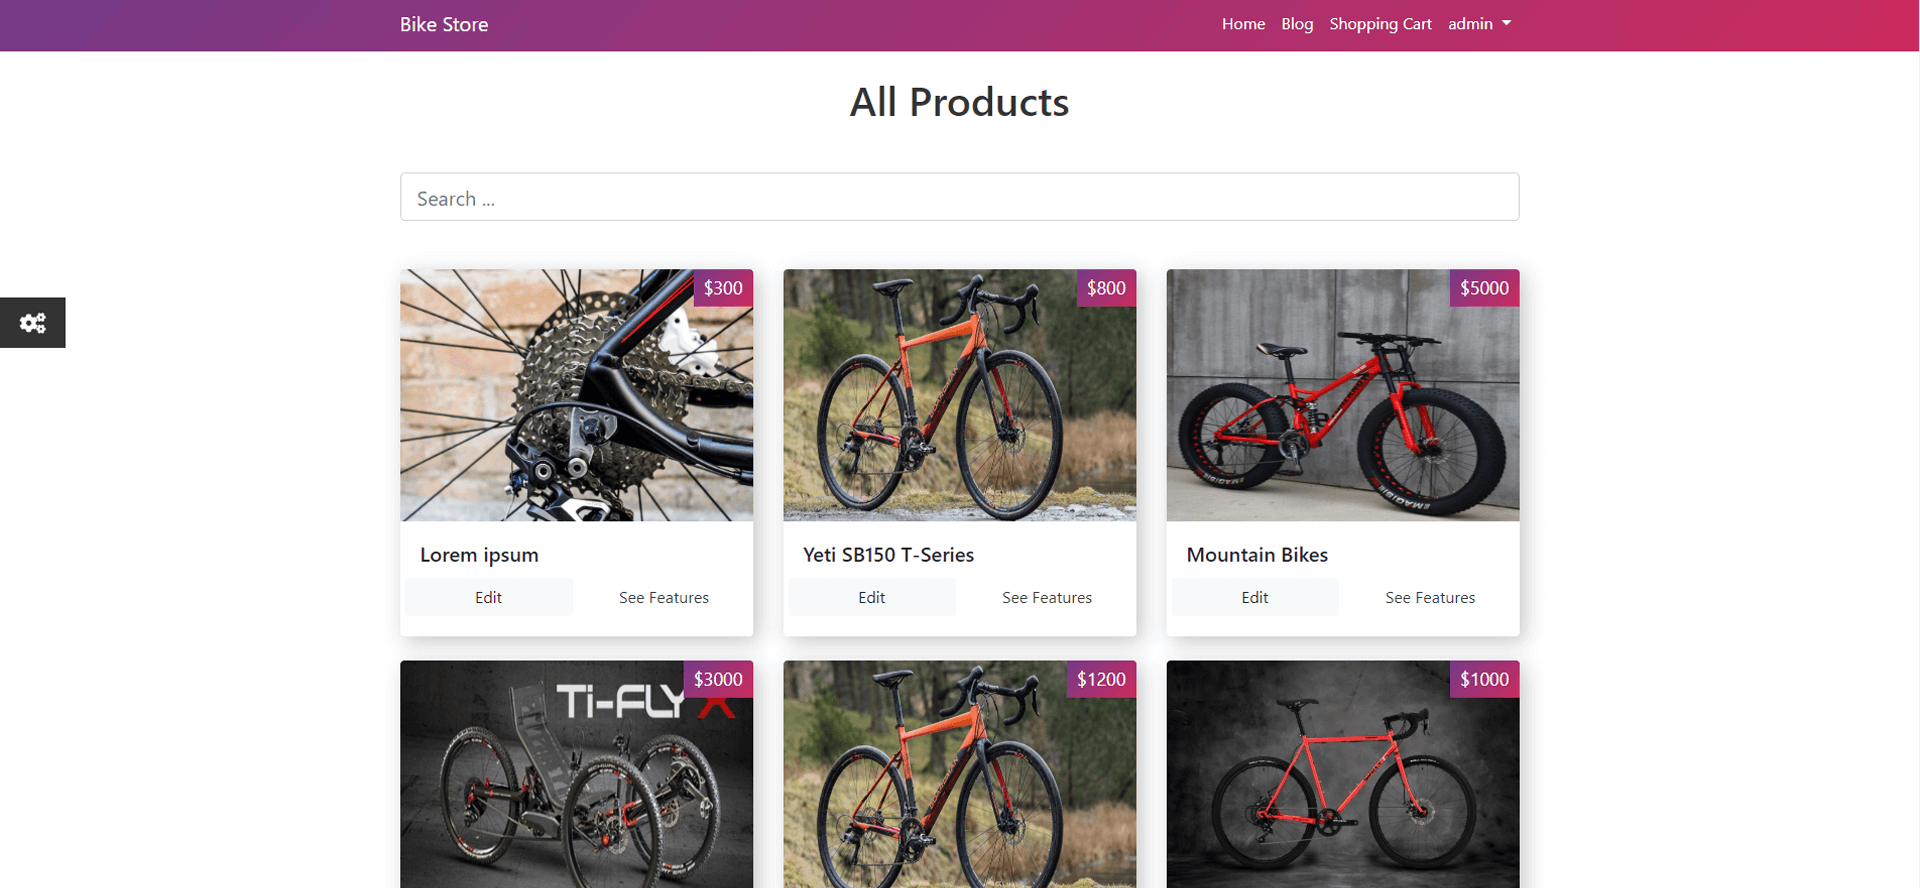 Bike Store
Home Blog Shopping Cart admin
All Products
Search ...
$300
$800
$5000
Lorem ipsum
Yeti SB150 T-Series
Mountain Bikes
Edit See Features
Edit See Features
Edit See Features
$3000
$1200
$1000
Ti-FLY X